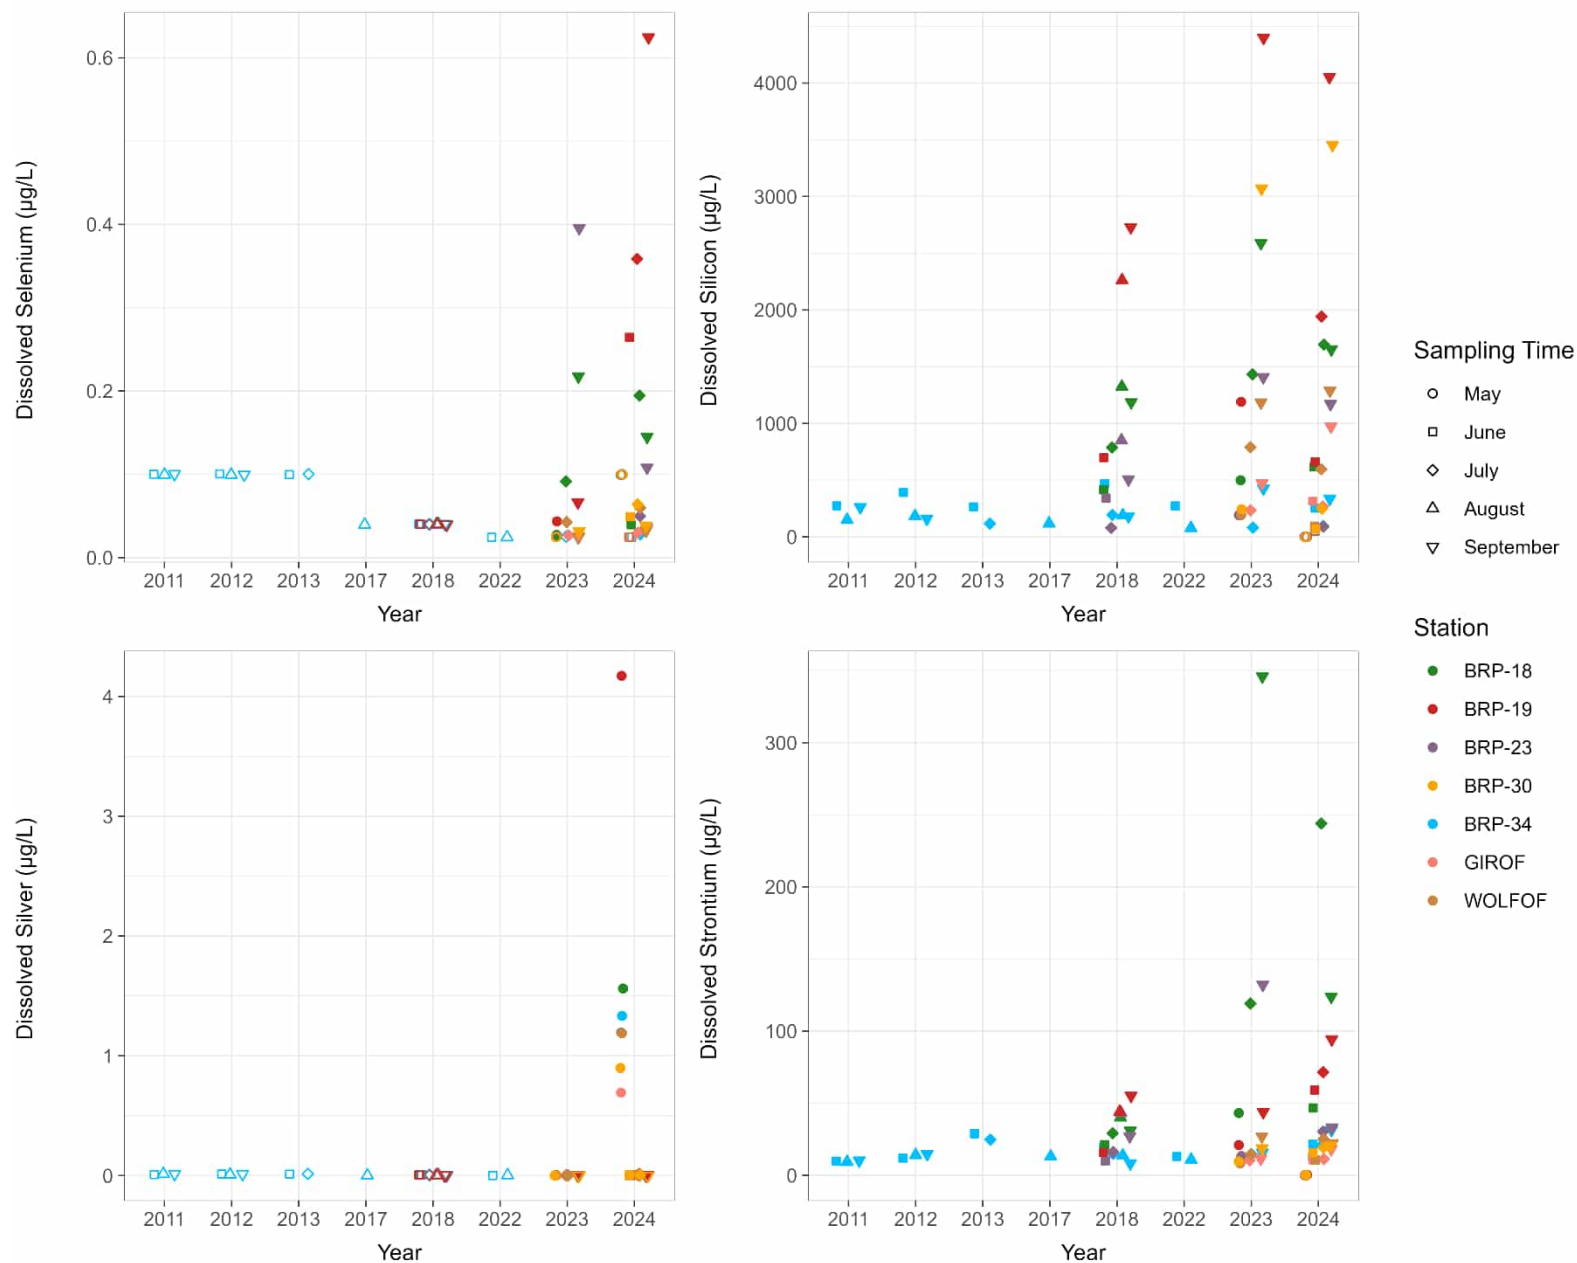 Dissolved Selenium (µg/L)
0.6
0.4
0.2
0.0
2011 2012 2013 2017 2018 2022 2023 2024
Year
Dissolved Silicon (µg/L)
4000
3000
2000
1000
0
2011 2012 2013 2017 2018 2022 2023 2024
Year
Dissolved Silver (µg/L)
4
3
2
1
0
2011 2012 2013 2017 2018 2022 2023 2024
Year
Dissolved Strontium (µg/L)
300
200
100
0
2011 2012 2013 2017 2018 2022 2023 2024
Year
Sampling Time
May
June
July
August
September
Station
BRP-18
BRP-19
BRP-23
BRP-30
BRP-34
GIROF
WOLFOF